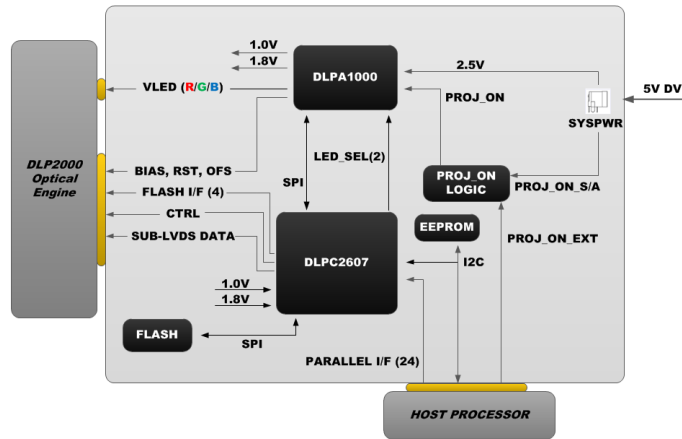 1.0V
1.8V
DLPA1000
2.5V
5V DV
VLED (R/G/B)
PROJ_ON
SYSPWR
DLP2000
Optical
Engine
LED_SEL(2)
BIAS, RST, OFS
SPI
PROJ_ON
LOGIC
PROJ_ON_S/A
FLASH I/F (4)
CTRL
EEPROM
SUB-LVDS DATA
PROJ_ON_EXT
DLPC2607
I2C
1.0V
1.8V
FLASH
SPI
PARALLEL I/F (24)
HOST PROCESSOR